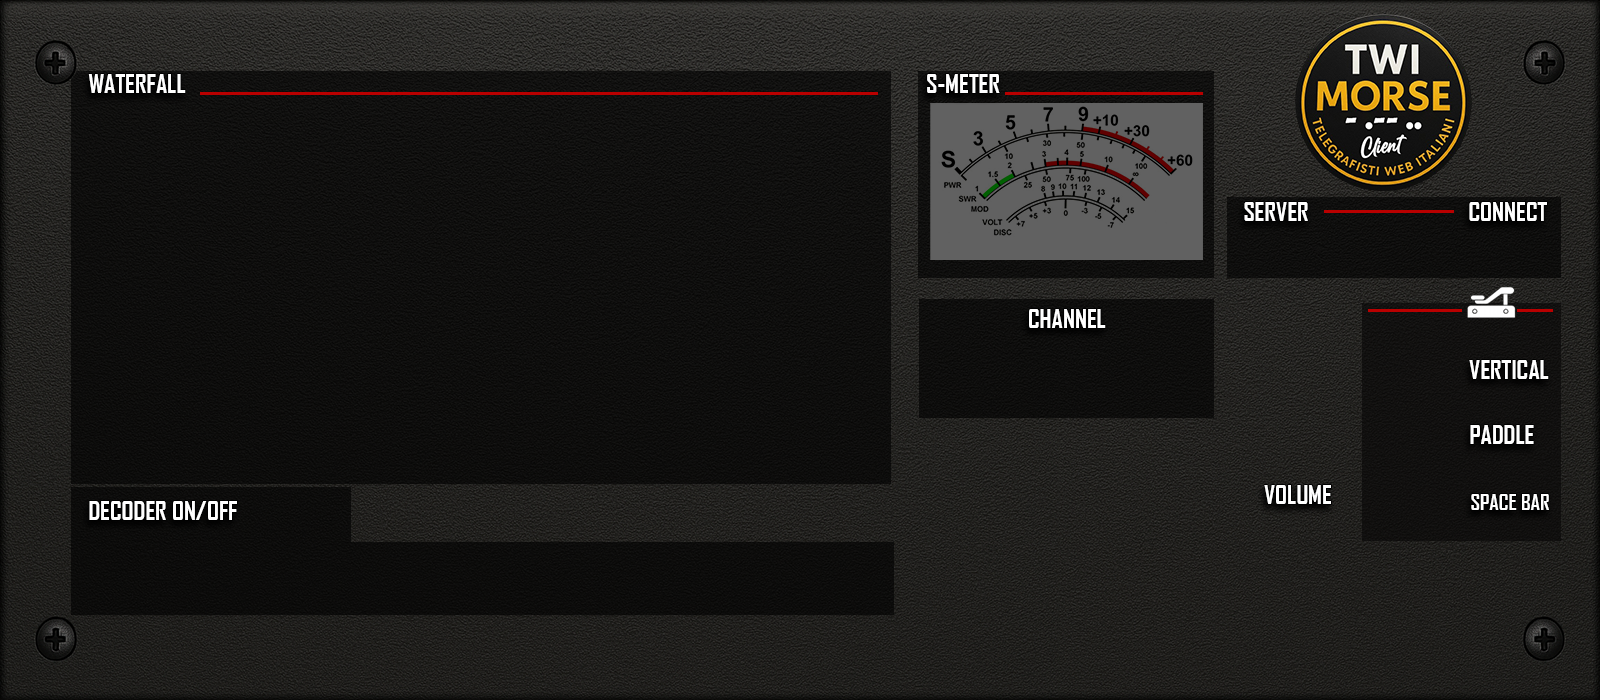 WATERFALL
S-METER
S 3 5 7 9 +10 +30 +60
10 30 50 100
PWR
1 1.5 2 3 4 5 10 ∞
SWR
25 50 75 100
MOD
8 9 10 11 12 13 14 15
VOLT
+7 +5 +3 0 -3 -5 -7
DISC
TWI
MORSE
Client
TELEGRAFISTI WEB ITALIANI
SERVER
CONNECT
CHANNEL
VERTICAL
PADDLE
VOLUME
SPACE BAR
DECODER ON/OFF